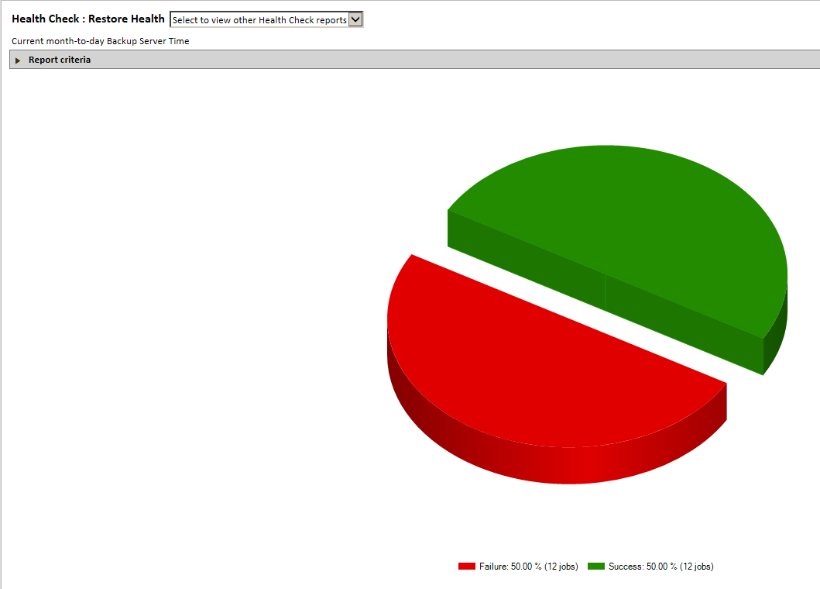 Health Check : Restore Health Select to view other Health Check reports
Current month-to-day Backup Server Time
Report criteria
Failure: 50.00 % (12 jobs) Success: 50.00 % (12 jobs)